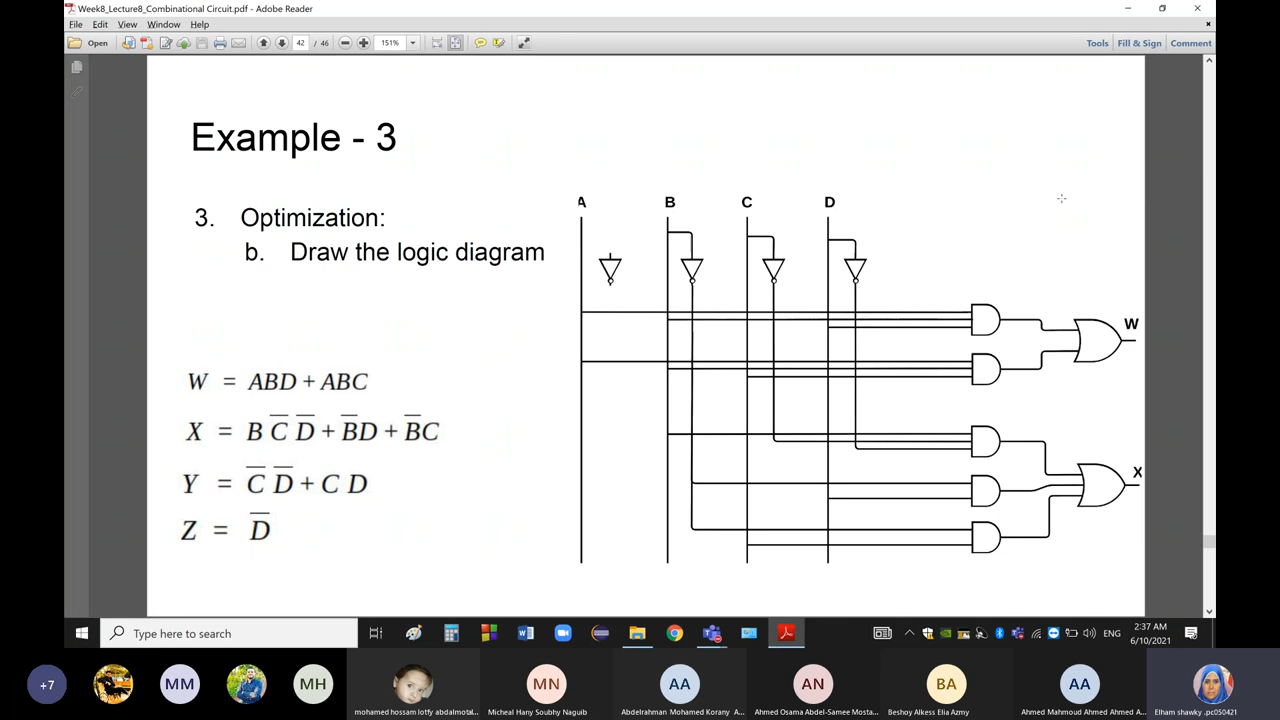 Week8_Lecture8_Combinational Circuit.pdf - Adobe Reader
File Edit View Window Help
Open 42 / 46 151% Tools Fill & Sign Comment
Example - 3
3. Optimization:
b. Draw the logic diagram
A B C D
W
X
W = ABD + ABC
X = B C̅ D̅ + B̅D + B̅C
Y = C̅ D̅ + C D
Z = D̅
Type here to search
ENG
2:37 AM
6/10/2021
+7 MM MH MN AA AN BA AA
mohamed hossam lotfy abdalmotal...
Micheal Hany Soubhy Naguib
Abdelrahman Mohamed Korany A...
Ahmed Osama Abdel-Samee Mosta...
Beshoy Alkess Elia Azmy
Ahmed Mahmoud Ahmed Ahmed A...
Elham shawky .pc050421